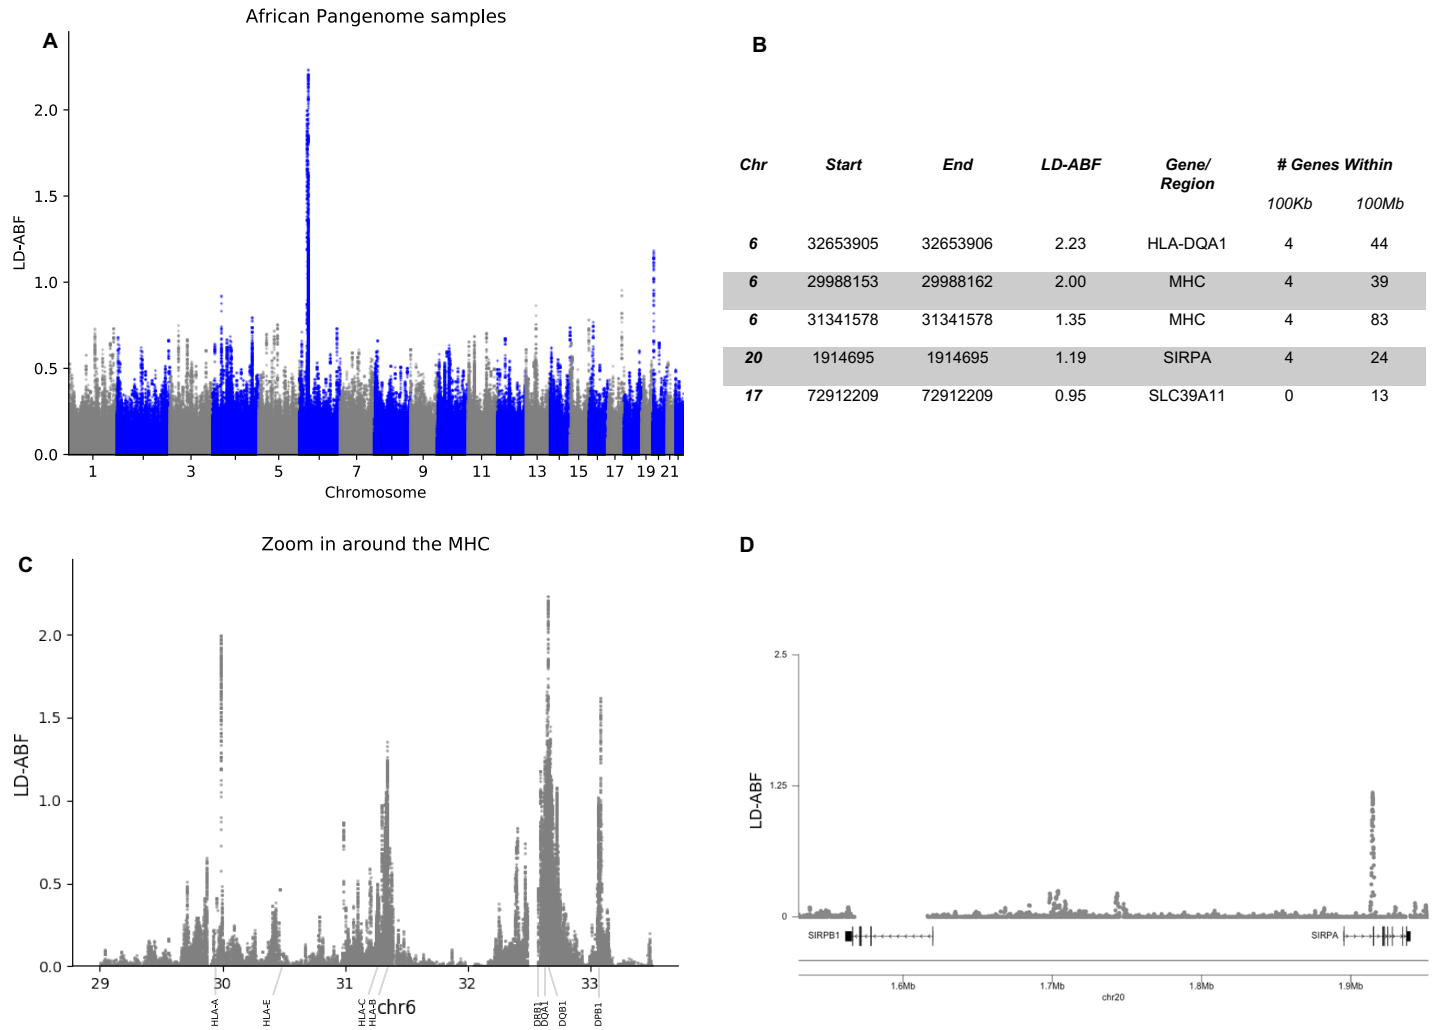 African Pangenome samples
A
LD-ABF
2.0
1.5
1.0
0.5
0.0
1 3 5 7 9 11 13 15 17 19 21
Chromosome
B
Chr Start End LD-ABF Gene/ # Genes Within
Region
100Kb 100Mb
6 32653905 32653906 2.23 HLA-DQA1 4 44
6 29988153 29988162 2.00 MHC 4 39
6 31341578 31341578 1.35 MHC 4 83
20 1914695 1914695 1.19 SIRPA 4 24
17 72912209 72912209 0.95 SLC39A11 0 13
Zoom in around the MHC
C
LD-ABF
2.0
1.5
1.0
0.5
0.0
29 30 31 32 33
HLA-A HLA-E HLA-C HLA-B DRB1 DQA1 DQB1 DPB1
chr6
D
LD-ABF
2.5
1.25
0
SIRPB1 SIRPA
1.6Mb 1.7Mb 1.8Mb 1.9Mb
chr20